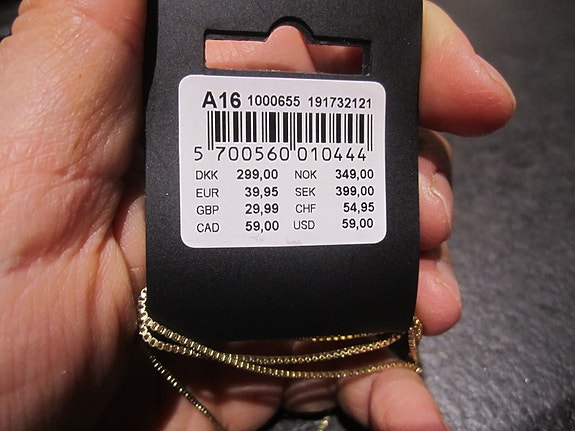 A16 1000655 191732121
5 700560 010444
DKK 299,00 NOK 349,00
EUR 39,95 SEK 399,00
GBP 29,99 CHF 54,95
CAD 59,00 USD 59,00